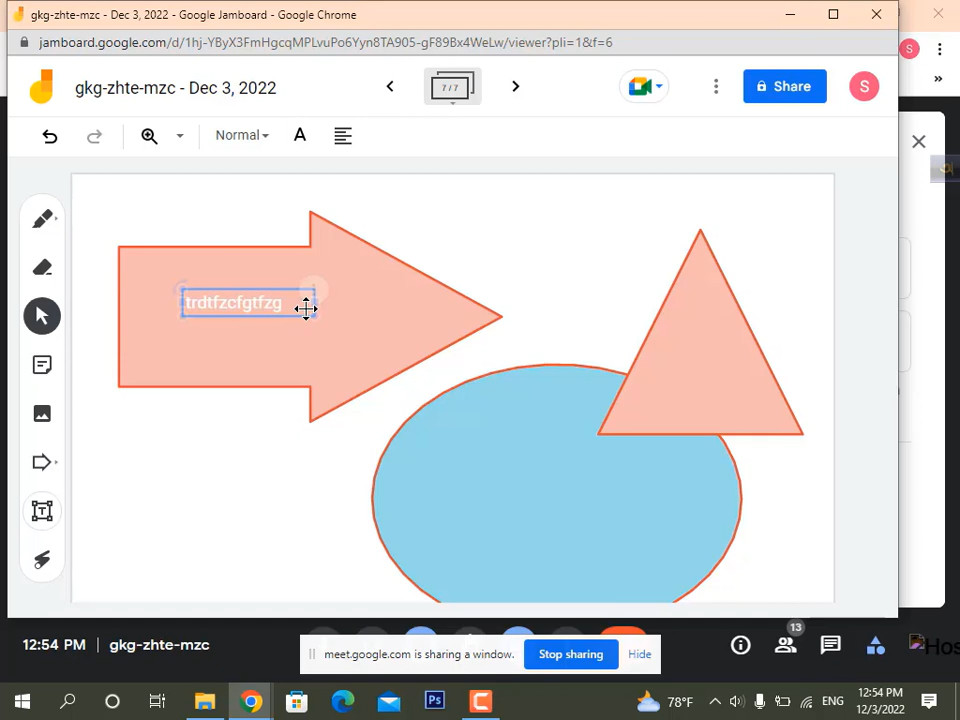 gkg-zhte-mzc - Dec 3, 2022 - Google Jamboard - Google Chrome
jamboard.google.com/d/1hj-YByX3FmHgcqMPLvuPo6Yyn8TA905-gF89Bx4WeLw/viewer?pli=1&f=6
S
gkg-zhte-mzc - Dec 3, 2022
7 / 7
Share
S
Normal
A
trdtfzcfgtfzg
T
12:54 PM
gkg-zhte-mzc
meet.google.com is sharing a window.
Stop sharing
Hide
13
Hos
Ps
78°F
ENG
12:54 PM
12/3/2022